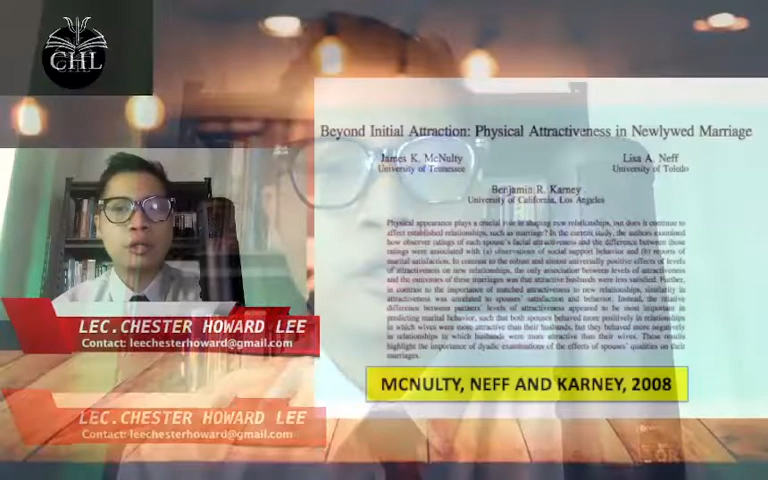 CHL
Beyond Initial Attraction: Physical Attractiveness in Newlywed Marriage
James K. McNulty
University of Tennessee
Lisa A. Neff
University of Toledo
Benjamin R. Karney
University of California, Los Angeles
Physical appearance plays a crucial role in shaping new relationships, but does it continue to
affect established relationships, such as marriage? In the current study, the authors examined
how observer ratings of each spouse's facial attractiveness and the difference between those
ratings were associated with (a) observations of social support behavior and (b) reports of
marital satisfaction. In contrast to the robust and almost universally positive effects of levels
of attractiveness on new relationships, the only association between levels of attractiveness
and the outcomes of these marriages was that attractive husbands were less satisfied. Further,
in contrast to the importance of matched attractiveness to new relationships, similarity in
attractiveness was unrelated to spouses' satisfaction and behavior. Instead, the relative
difference between partners' levels of attractiveness appeared to be most important in
predicting marital behavior, such that both spouses behaved more positively in relationships
in which wives were more attractive than their husbands, but they behaved more negatively
in relationships in which husbands were more attractive than their wives. These results
highlight the importance of dyadic examinations of the effects of spouses' qualities on their
marriages.
MCNULTY, NEFF AND KARNEY, 2008
LEC.CHESTER HOWARD LEE
Contact: leechesterhoward@gmail.com
LEC.CHESTER HOWARD LEE
Contact: leechesterhoward@gmail.com